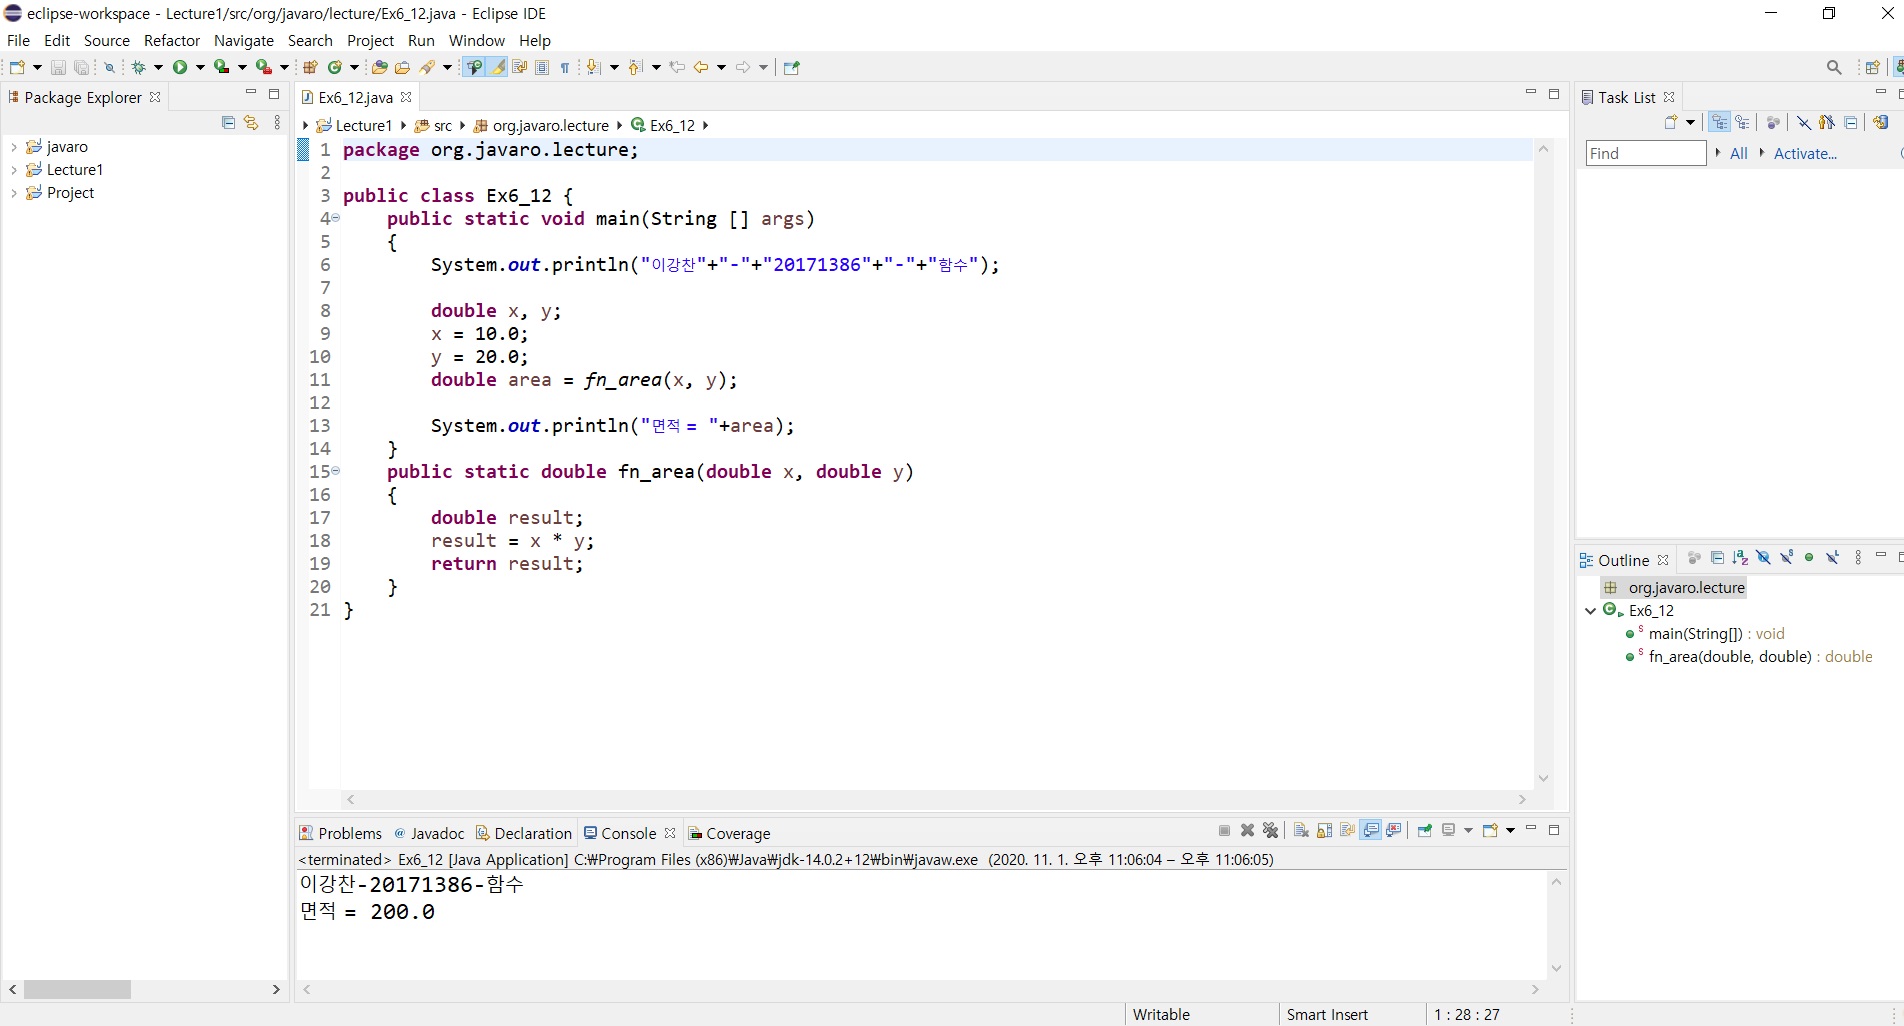 eclipse-workspace - Lecture1/src/org/javaro/lecture/Ex6_12.java - Eclipse IDE
File Edit Source Refactor Navigate Search Project Run Window Help
Package Explorer
javaro
Lecture1
Project
Ex6_12.java
Lecture1 src org.javaro.lecture Ex6_12
1 package org.javaro.lecture;
2
3 public class Ex6_12 {
4 public static void main(String [] args)
5 {
6 System.out.println("이강찬"+"-"+"20171386"+"-"+"함수");
7
8 double x, y;
9 x = 10.0;
10 y = 20.0;
11 double area = fn_area(x, y);
12
13 System.out.println("면적 = "+area);
14 }
15 public static double fn_area(double x, double y)
16 {
17 double result;
18 result = x * y;
19 return result;
20 }
21 }
Task List
Find All Activate...
Outline
org.javaro.lecture
Ex6_12
main(String[]) : void
fn_area(double, double) : double
Problems Javadoc Declaration Console Coverage
<terminated> Ex6_12 [Java Application] C:₩Program Files (x86)₩Java₩jdk-14.0.2+12₩bin₩javaw.exe (2020. 11. 1. 오후 11:06:04 – 오후 11:06:05)
이강찬-20171386-함수
면적 = 200.0
Writable Smart Insert 1 : 28 : 27